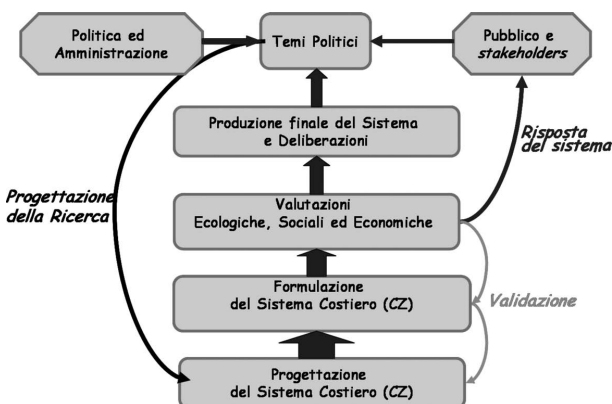 Politica ed
Amministrazione
Temi Politici
Pubblico e
stakeholders
Produzione finale del Sistema
e Deliberazioni
Risposta
del sistema
Progettazione
della Ricerca
Valutazioni
Ecologiche, Sociali ed Economiche
Formulazione
del Sistema Costiero (CZ)
Validazione
Progettazione
del Sistema Costiero (CZ)